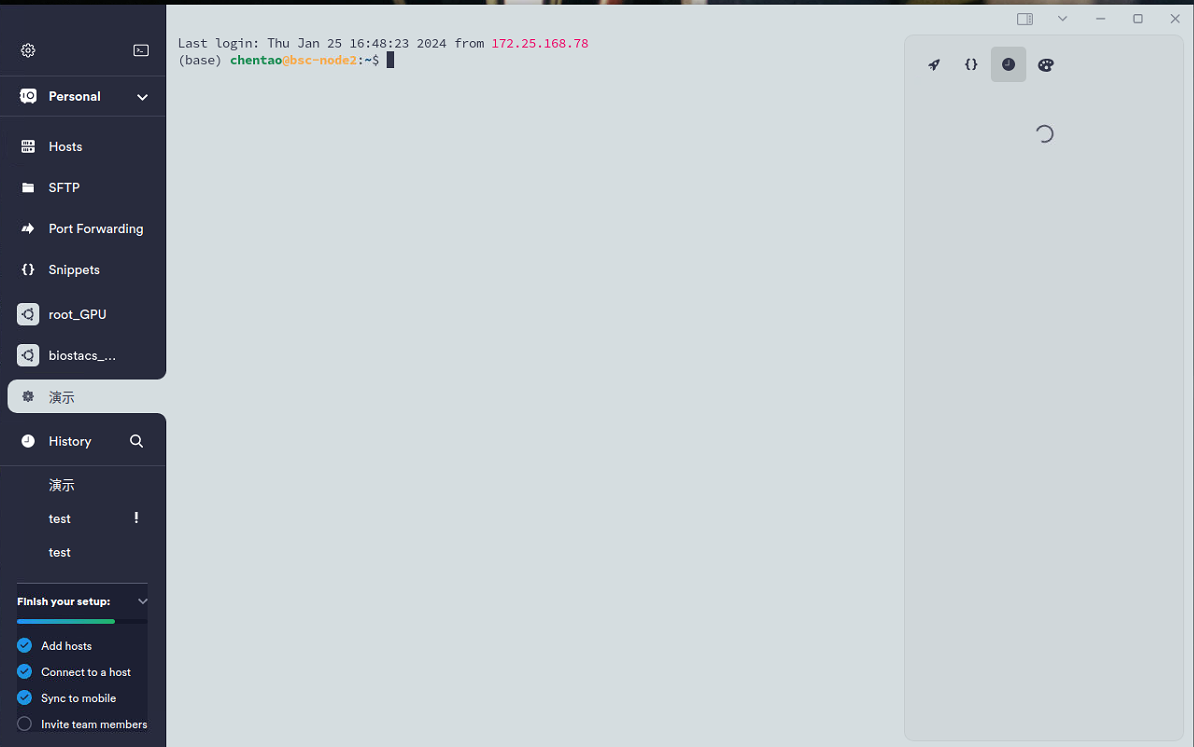 Personal
Hosts
SFTP
Port Forwarding
Snippets
root_GPU
biostacs_...
演示
History
演示
test !
test
Finish your setup:
Add hosts
Connect to a host
Sync to mobile
Invite team members
Last login: Thu Jan 25 16:48:23 2024 from 172.25.168.78
(base) chentao@bsc-node2:~$